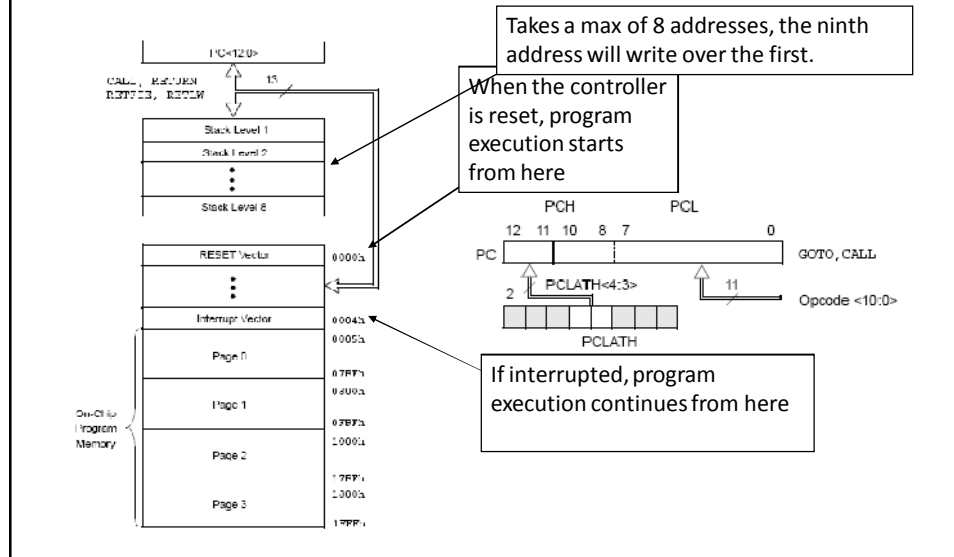 Takes a max of 8 addresses, the ninth
address will write over the first.
PC<12:0>
CALL, RETURN
RETFIE, RETLW
13
When the controller
is reset, program
execution starts
from here
Stack Level 1
Stack Level 2
Stack Level 8
PCH
PCL
12 11 10 8 7 0
PC
GOTO, CALL
2
PCLATH<4:3>
11
Opcode <10:0>
PCLATH
RESET Vector
0000h
Interrupt Vector
0004h
0005h
Page 0
07FFh
0800h
Page 1
0FFFh
1000h
Page 2
17FFh
1800h
Page 3
1FFFh
On-Chip
Program
Memory
If interrupted, program
execution continues from here